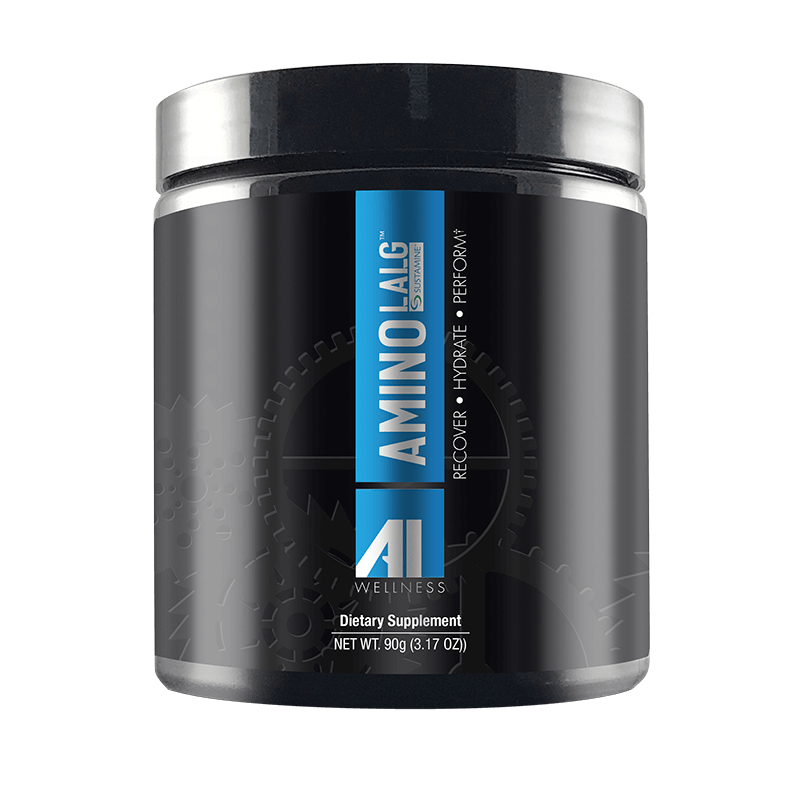 AMINO LALG™
SUSTAMINE®
RECOVER • HYDRATE • PERFORM†
AI
WELLNESS
Dietary Supplement
NET WT. 90g (3.17 OZ))